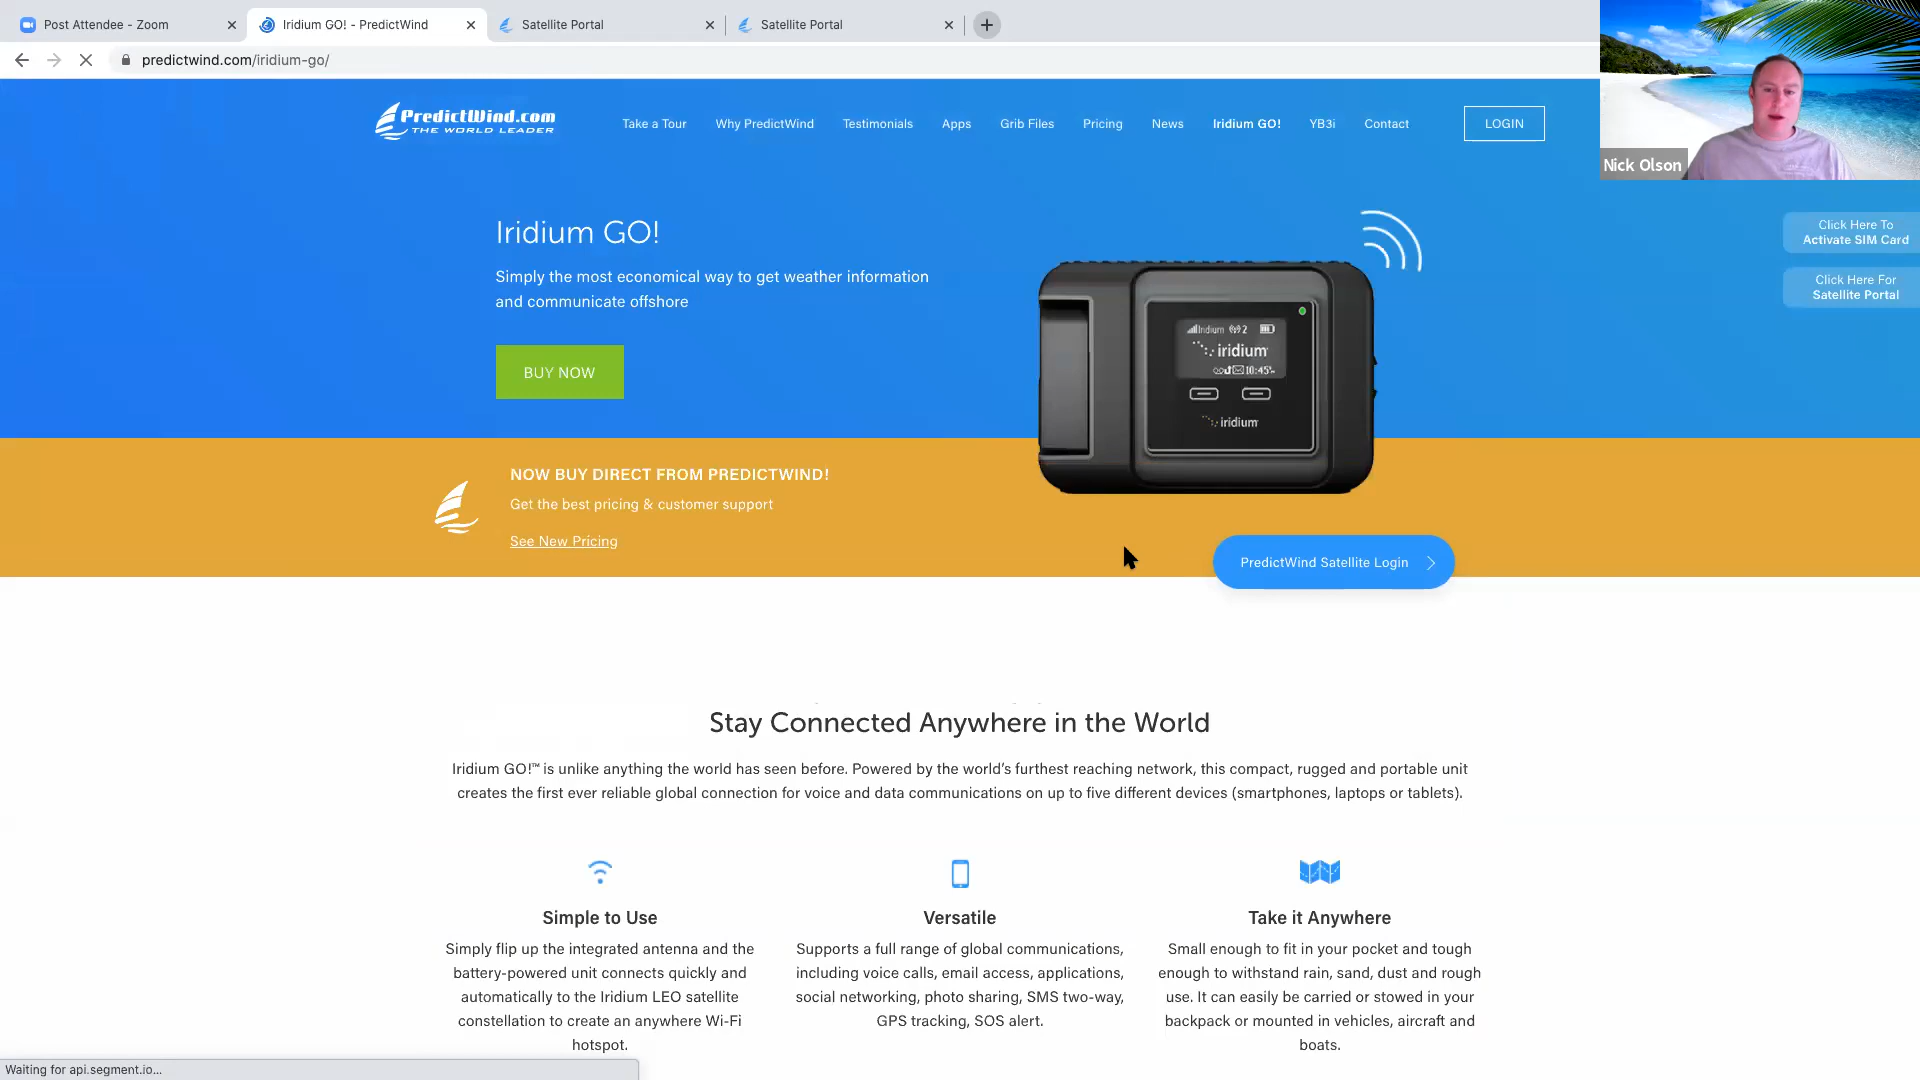 Post Attendee - Zoom
Iridium GO! - PredictWind
Satellite Portal
Satellite Portal
predictwind.com/iridium-go/
PredictWind.com
THE WORLD LEADER
Take a Tour
Why PredictWind
Testimonials
Apps
Grib Files
Pricing
News
Iridium GO!
YB3i
Contact
LOGIN
Nick Olson
Click Here To
Activate SIM Card
Click Here For
Satellite Portal
Iridium GO!
Simply the most economical way to get weather information
and communicate offshore
BUY NOW
Iridium 2
iridium
10:45
iridium
NOW BUY DIRECT FROM PREDICTWIND!
Get the best pricing & customer support
See New Pricing
PredictWind Satellite Login
Stay Connected Anywhere in the World
Iridium GO!™ is unlike anything the world has seen before. Powered by the world's furthest reaching network, this compact, rugged and portable unit
creates the first ever reliable global connection for voice and data communications on up to five different devices (smartphones, laptops or tablets).
Simple to Use
Simply flip up the integrated antenna and the
battery-powered unit connects quickly and
automatically to the Iridium LEO satellite
constellation to create an anywhere Wi-Fi
hotspot.
Versatile
Supports a full range of global communications,
including voice calls, email access, applications,
social networking, photo sharing, SMS two-way,
GPS tracking, SOS alert.
Take it Anywhere
Small enough to fit in your pocket and tough
enough to withstand rain, sand, dust and rough
use. It can easily be carried or stowed in your
backpack or mounted in vehicles, aircraft and
boats.
Waiting for api.segment.io...